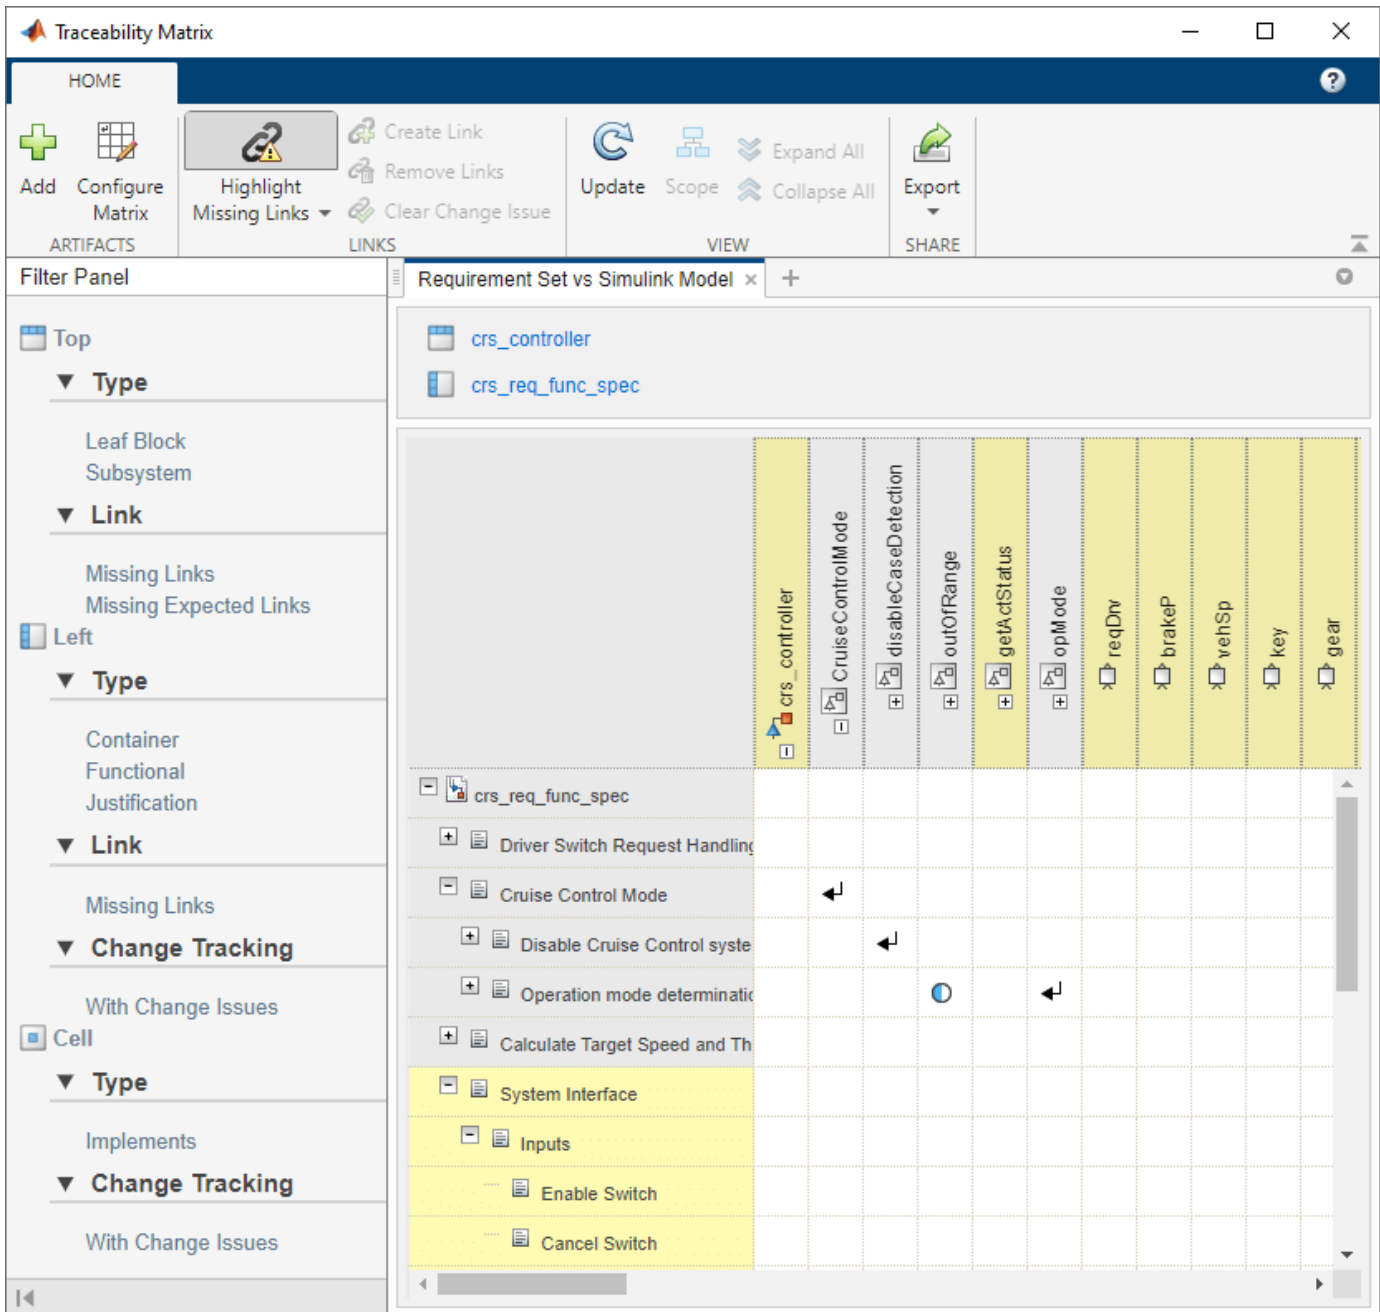 Traceability Matrix
HOME
Add
Configure
Matrix
Highlight
Missing Links
Create Link
Remove Links
Clear Change Issue
Update
Scope
Expand All
Collapse All
Export
ARTIFACTS
LINKS
VIEW
SHARE
Filter Panel
Top
Type
Leaf Block
Subsystem
Link
Missing Links
Missing Expected Links
Left
Type
Container
Functional
Justification
Link
Missing Links
Change Tracking
With Change Issues
Cell
Type
Implements
Change Tracking
With Change Issues
Requirement Set vs Simulink Model
crs_controller
crs_req_func_spec
crs_controller
CruiseControlMode
disableCaseDetection
outOfRange
getActStatus
opMode
reqDrv
brakeP
vehSp
key
gear
crs_req_func_spec
Driver Switch Request Handling
Cruise Control Mode
Disable Cruise Control syste
Operation mode determinatic
Calculate Target Speed and Th
System Interface
Inputs
Enable Switch
Cancel Switch